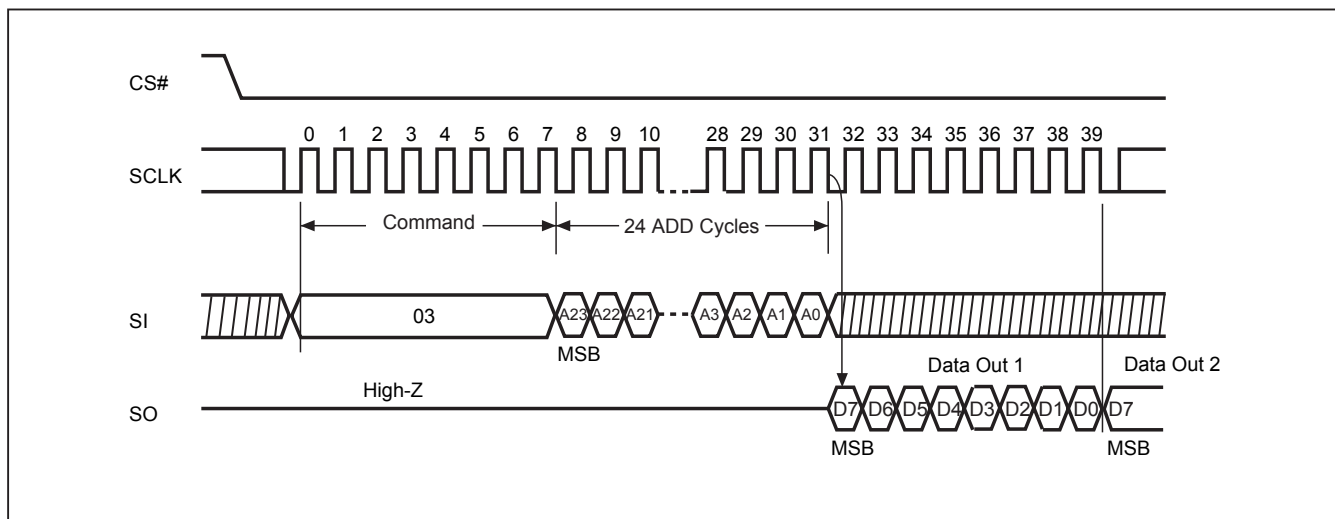 CS#
0 1 2 3 4 5 6 7 8 9 10 28 29 30 31 32 33 34 35 36 37 38 39
SCLK
Command
24 ADD Cycles
SI
03
A23 A22 A21 A3 A2 A1 A0
MSB
Data Out 1
Data Out 2
High-Z
SO
D7 D6 D5 D4 D3 D2 D1 D0 D7
MSB
MSB